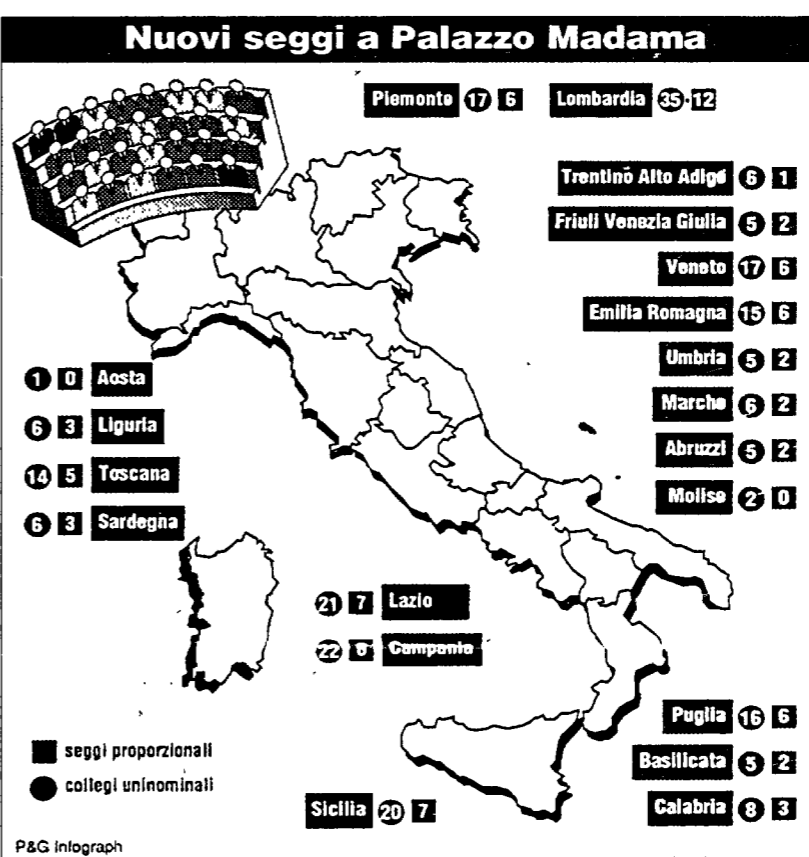 Nuovi seggi a Palazzo Madama
Piemonte 17 6
Lombardia 35 12
Trentino Alto Adige 6 1
Friuli Venezia Giulia 5 2
Veneto 17 6
Emilia Romagna 15 6
Umbria 5 2
Marche 6 2
Abruzzi 5 2
Molise 2 0
1 0 Aosta
6 3 Liguria
14 5 Toscana
6 3 Sardegna
21 7 Lazio
22 Campania
Puglia 16 6
Basilicata 5 2
Calabria 8 3
Sicilia 20 7
seggi proporzionali
collegi uninominali
P&G Infograph